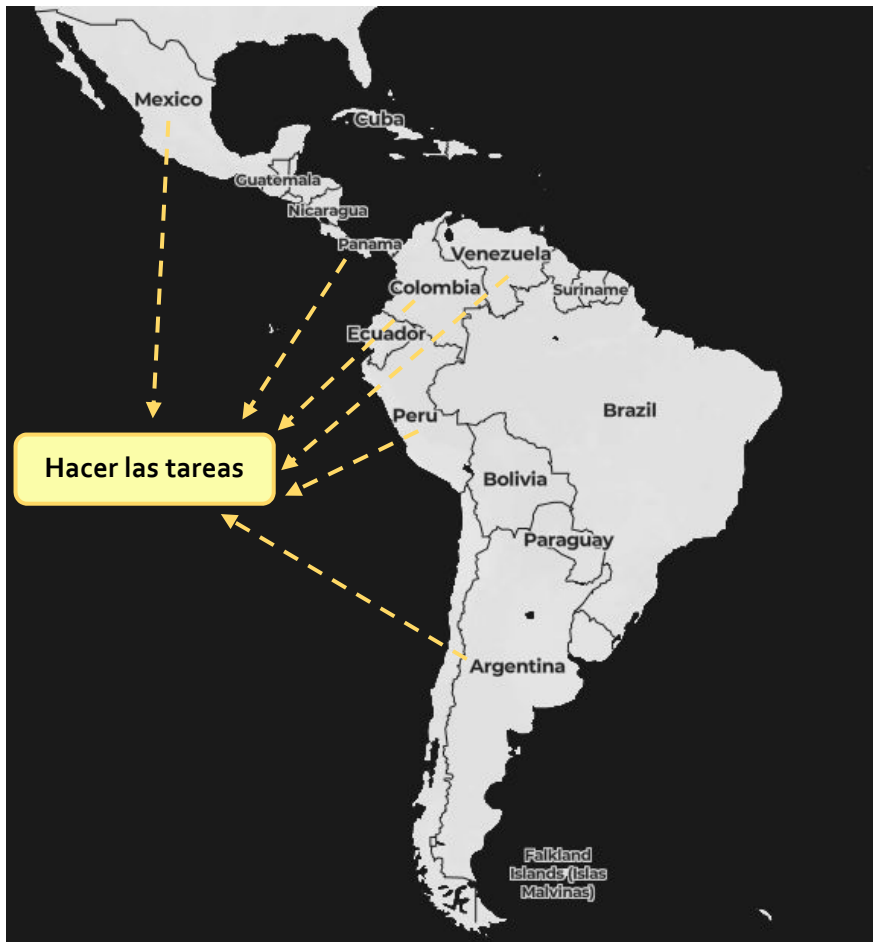 Mexico
Cuba
Guatemala
Nicaragua
Panama
Venezuela
Colombia
Suriname
Ecuador
Peru
Brazil
Hacer las tareas
Bolivia
Paraguay
Argentina
Falkland
Islands (Islas
Malvinas)